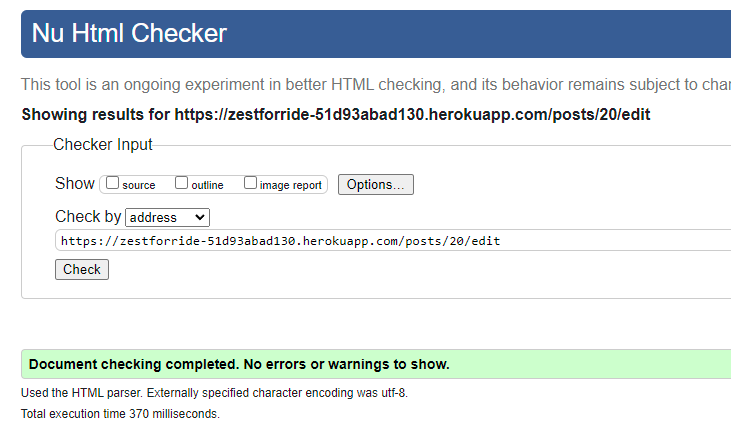 Nu Html Checker
This tool is an ongoing experiment in better HTML checking, and its behavior remains subject to
Showing results for https://zestforride-51d93abad130.herokuapp.com/posts/20/edit
Checker Input
Show source outline image report Options...
Check by address
https://zestforride-51d93abad130.herokuapp.com/posts/20/edit
Check
Document checking completed. No errors or warnings to show.
Used the HTML parser. Externally specified character encoding was utf-8.
Total execution time 370 milliseconds.